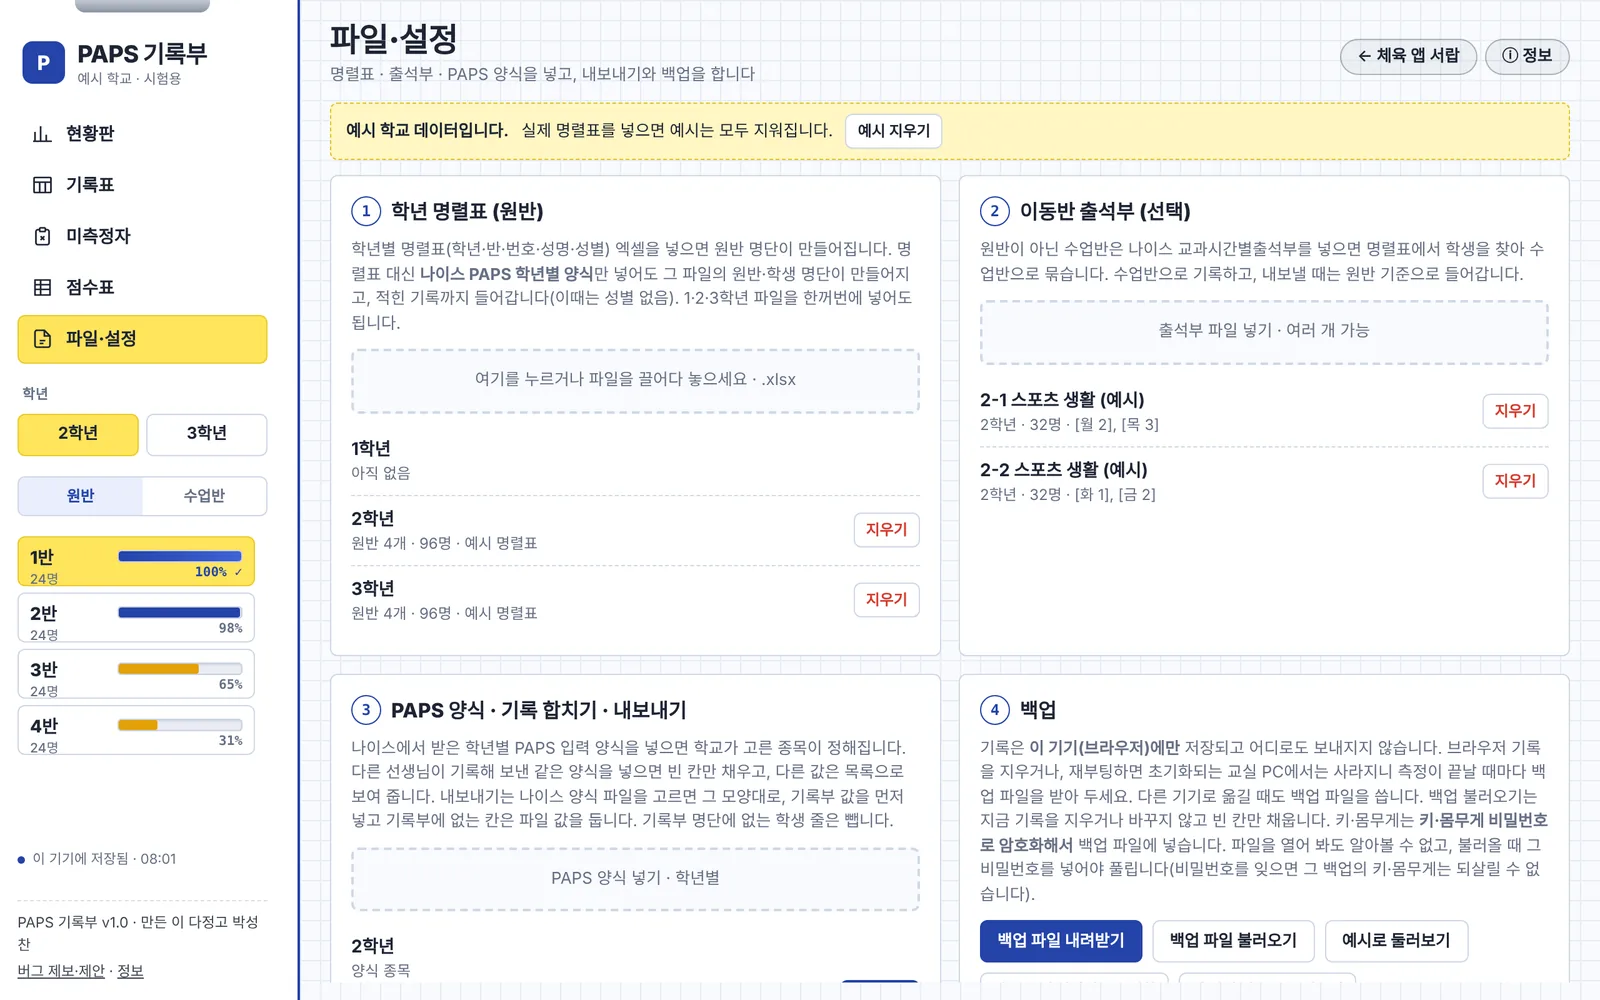 P
PAPS 기록부
예시 학교 · 시험용
현황판
기록표
미측정자
점수표
파일·설정
학년
2학년
3학년
원반
수업반
1반
24명
100% ✓
2반
24명
98%
3반
24명
65%
4반
24명
31%
이 기기에 저장됨 · 08:01
PAPS 기록부 v1.0 · 만든 이 다정고 박성
찬
버그 제보·제안 · 정보
파일·설정
명렬표 · 출석부 · PAPS 양식을 넣고, 내보내기와 백업을 합니다
← 체육 앱 서랍
ⓘ 정보
예시 학교 데이터입니다. 실제 명렬표를 넣으면 예시는 모두 지워집니다.
예시 지우기
1 학년 명렬표 (원반)
학년별 명렬표(학년·반·번호·성명·성별) 엑셀을 넣으면 원반 명단이 만들어집니다. 명
렬표 대신 나이스 PAPS 학년별 양식만 넣어도 그 파일의 원반·학생 명단이 만들어지
고, 적힌 기록까지 들어갑니다(이때는 성별 없음). 1·2·3학년 파일을 한꺼번에 넣어도
됩니다.
여기를 누르거나 파일을 끌어다 놓으세요 · .xlsx
1학년
아직 없음
2학년
원반 4개 · 96명 · 예시 명렬표
지우기
3학년
원반 4개 · 96명 · 예시 명렬표
지우기
2 이동반 출석부 (선택)
원반이 아닌 수업반은 나이스 교과시간별출석부를 넣으면 명렬표에서 학생을 찾아 수
업반으로 묶습니다. 수업반으로 기록하고, 내보낼 때는 원반 기준으로 들어갑니다.
출석부 파일 넣기 · 여러 개 가능
2-1 스포츠 생활 (예시)
2학년 · 32명 · [월 2], [목 3]
지우기
2-2 스포츠 생활 (예시)
2학년 · 32명 · [화 1], [금 2]
지우기
3 PAPS 양식 · 기록 합치기 · 내보내기
나이스에서 받은 학년별 PAPS 입력 양식을 넣으면 학교가 고른 종목이 정해집니다.
다른 선생님이 기록해 보낸 같은 양식을 넣으면 빈 칸만 채우고, 다른 값은 목록으로
보여 줍니다. 내보내기는 나이스 양식 파일을 고르면 그 모양대로, 기록부 값을 먼저
넣고 기록부에 없는 칸은 파일 값을 둡니다. 기록부 명단에 없는 학생 줄은 뺍니다.
PAPS 양식 넣기 · 학년별
2학년
양식 종목
4 백업
기록은 이 기기(브라우저)에만 저장되고 어디로도 보내지지 않습니다. 브라우저 기록
을 지우거나, 재부팅하면 초기화되는 교실 PC에서는 사라지니 측정이 끝날 때마다 백
업 파일을 받아 두세요. 다른 기기로 옮길 때도 백업 파일을 씁니다. 백업 불러오기는
지금 기록을 지우거나 바꾸지 않고 빈 칸만 채웁니다. 키·몸무게는 키·몸무게 비밀번호
로 암호화해서 백업 파일에 넣습니다. 파일을 열어 봐도 알아볼 수 없고, 불러올 때 그
비밀번호를 넣어야 풀립니다(비밀번호를 잊으면 그 백업의 키·몸무게는 되살릴 수 없
습니다).
백업 파일 내려받기
백업 파일 불러오기
예시로 둘러보기